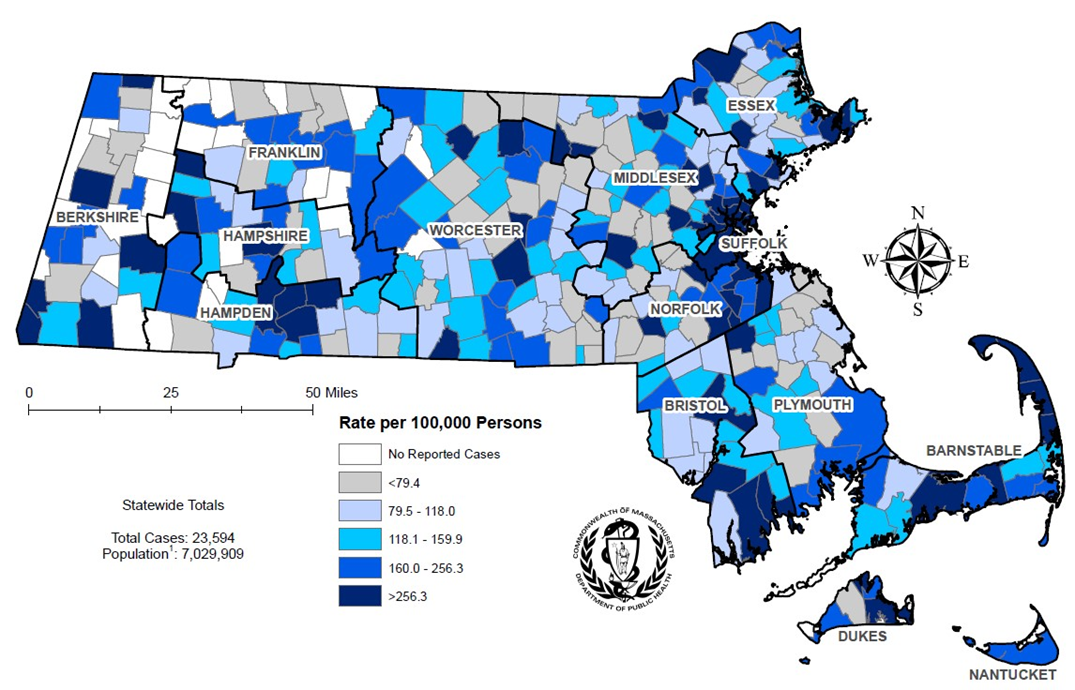 ESSEX
FRANKLIN
MIDDLESEX
BERKSHIRE
HAMPSHIRE
WORCESTER
SUFFOLK
N
W E
S
HAMPDEN
NORFOLK
0 25 50 Miles
BRISTOL
PLYMOUTH
BARNSTABLE
Rate per 100,000 Persons
No Reported Cases
<79.4
79.5 - 118.0
118.1 - 159.9
160.0 - 256.3
>256.3
Statewide Totals
Total Cases: 23,594
Population¹: 7,029,909
COMMONWEALTH OF MASSACHUSETTS
DEPARTMENT OF PUBLIC HEALTH
DUKES
NANTUCKET